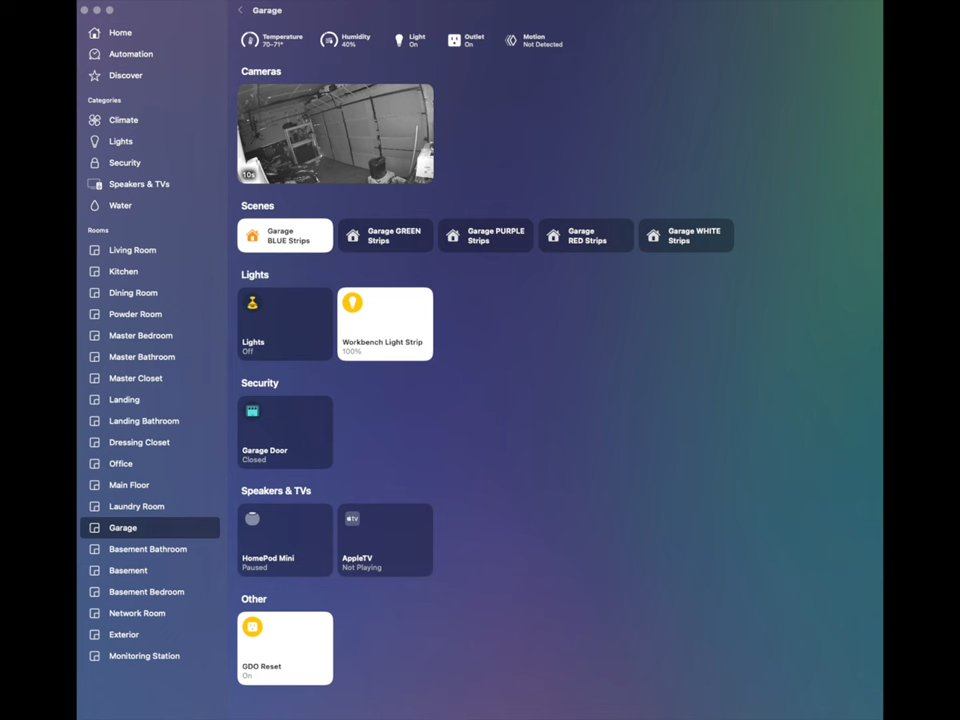 Garage
Home
Automation
Discover
Categories
Climate
Lights
Security
Speakers & TVs
Water
Rooms
Living Room
Kitchen
Dining Room
Powder Room
Master Bedroom
Master Bathroom
Master Closet
Landing
Landing Bathroom
Dressing Closet
Office
Main Floor
Laundry Room
Garage
Basement Bathroom
Basement
Basement Bedroom
Network Room
Exterior
Monitoring Station
Temperature
70–71°
Humidity
40%
Light
On
Outlet
On
Motion
Not Detected
Cameras
10s
Scenes
Garage
BLUE Strips
Garage GREEN
Strips
Garage PURPLE
Strips
Garage
RED Strips
Garage WHITE
Strips
Lights
Lights
Off
Workbench Light Strip
100%
Security
Garage Door
Closed
Speakers & TVs
HomePod Mini
Paused
tv
AppleTV
Not Playing
Other
GDO Reset
On